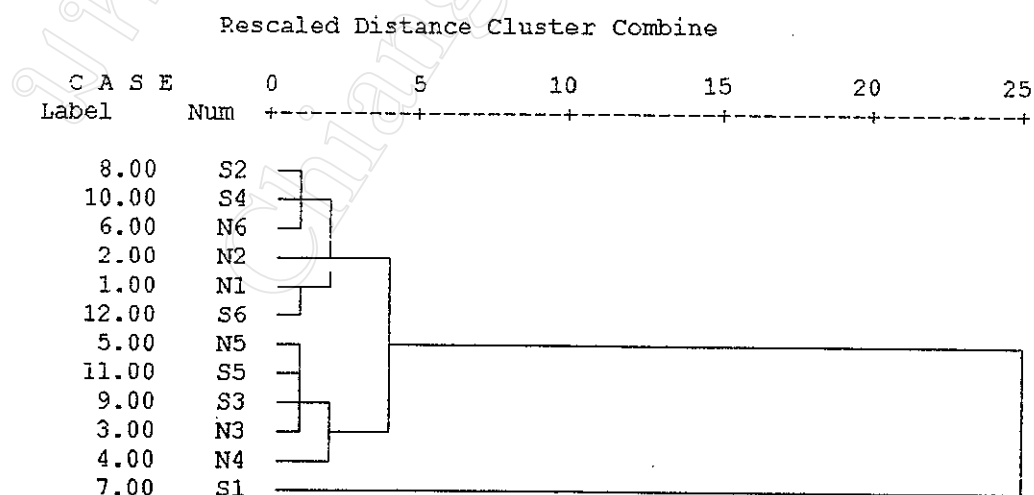 Rescaled Distance Cluster Combine
C A S E 0 5 10 15 20 25
Label Num +---------+---------+---------+---------+---------+
8.00 S2
10.00 S4
6.00 N6
2.00 N2
1.00 N1
12.00 S6
5.00 N5
11.00 S5
9.00 S3
3.00 N3
4.00 N4
7.00 S1
Chiang